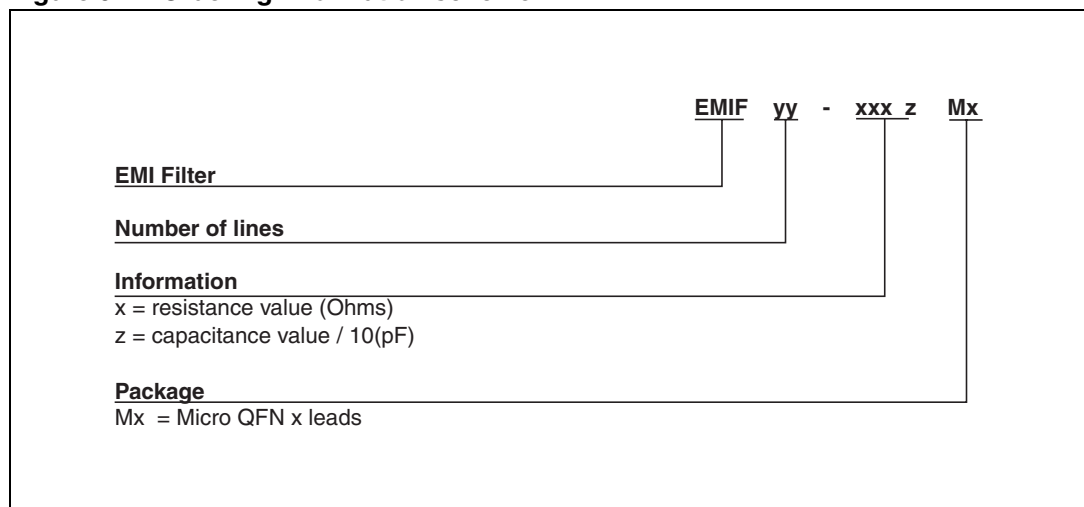 EMIF yy - xxx z Mx
EMI Filter
Number of lines
Information
x = resistance value (Ohms)
z = capacitance value / 10(pF)
Package
Mx = Micro QFN x leads